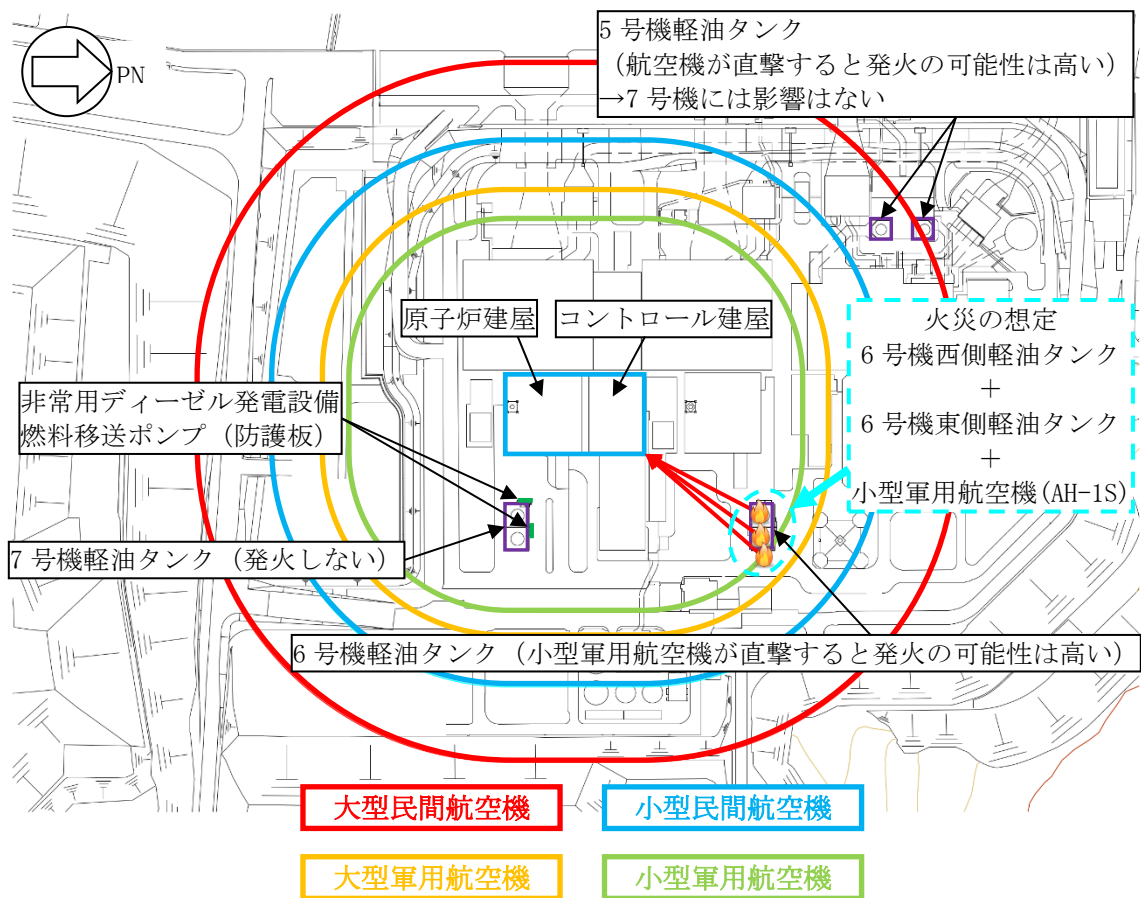 PN
5号機軽油タンク
(航空機が直撃すると発火の可能性は高い)
→7号機には影響はない
原子炉建屋
コントロール建屋
火災の想定
6号機西側軽油タンク
+
6号機東側軽油タンク
+
小型軍用航空機(AH-1S)
非常用ディーゼル発電設備
燃料移送ポンプ(防護板)
7号機軽油タンク(発火しない)
6号機軽油タンク(小型軍用航空機が直撃すると発火の可能性は高い)
大型民間航空機
小型民間航空機
大型軍用航空機
小型軍用航空機